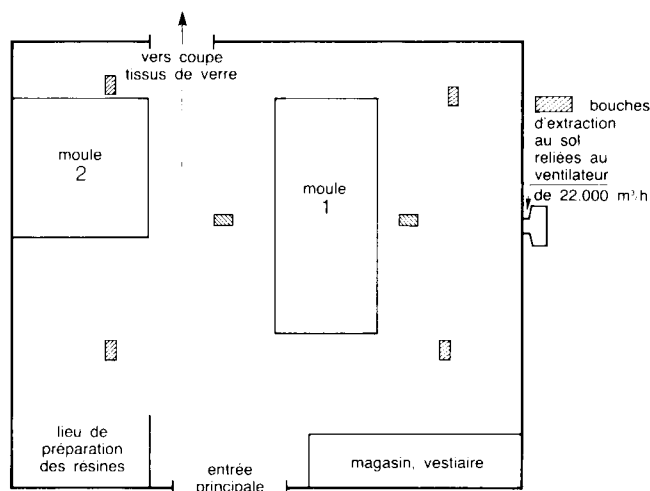 vers coupe
tissus de verre
moule
2
moule
1
bouches
d'extraction
au sol
reliées au
ventilateur
de 22.000 m³/h
lieu de
préparation
des résines
entrée
principale
magasin, vestiaire